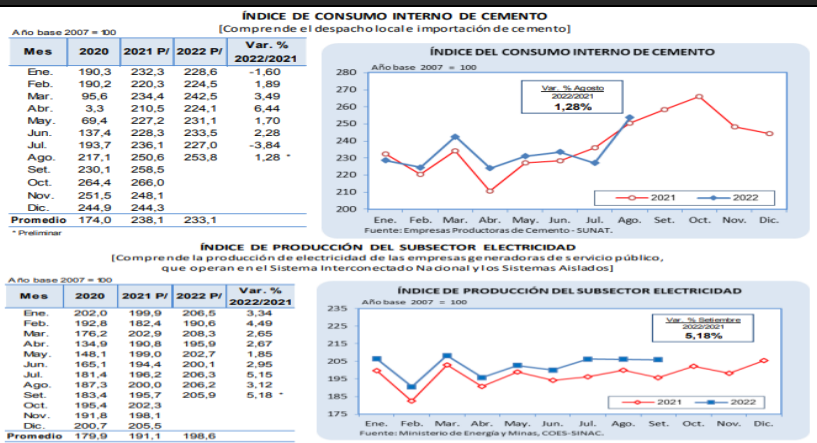 ÍNDICE DE CONSUMO INTERNO DE CEMENTO
[Comprende el despacho local e importación de cemento]
Año base 2007 = 100
Mes 2020 2021 P/ 2022 P/ Var. % 2022/2021
Ene. 190,3 232,3 228,6 -1,60
Feb. 190,2 220,3 224,5 1,89
Mar. 95,6 234,4 242,5 3,49
Abr. 3,3 210,5 224,1 6,44
May. 69,4 227,2 231,1 1,70
Jun. 137,4 228,3 233,5 2,28
Jul. 193,7 236,1 227,0 -3,84
Ago. 217,1 250,6 253,8 1,28 *
Set. 230,1 258,5
Oct. 264,4 266,0
Nov. 251,5 248,1
Dic. 244,9 244,3
Promedio 174,0 238,1 233,1
* Preliminar
ÍNDICE DEL CONSUMO INTERNO DE CEMENTO
Año base 2007 = 100
280
270
260
250
240
230
220
210
200
Var. % Agosto
2022/2021
1,28%
2021 2022
Ene. Feb. Mar. Abr. May. Jun. Jul. Ago. Set. Oct. Nov. Dic.
Fuente: Empresas Productoras de Cemento - SUNAT.
ÍNDICE DE PRODUCCIÓN DEL SUBSECTOR ELECTRICIDAD
[Comprende la producción de electricidad de las empresas generadoras de servicio público,
que operan en el Sistema Interconectado Nacional y los Sistemas Aislados]
Año base 2007 = 100
Mes 2020 2021 P/ 2022 P/ Var. % 2022/2021
Ene. 202,0 199,9 206,5 3,34
Feb. 192,8 182,4 190,6 4,49
Mar. 176,2 202,9 208,3 2,65
Abr. 134,9 190,8 195,9 2,67
May. 148,1 199,0 202,7 1,85
Jun. 165,1 194,4 200,1 2,95
Jul. 181,4 196,2 206,3 5,15
Ago. 187,3 200,0 206,2 3,12
Set. 183,4 195,7 205,9 5,18 *
Oct. 195,4 202,3
Nov. 191,8 198,1
Dic. 200,7 205,5
Promedio 179,9 191,1 198,6
ÍNDICE DE PRODUCCIÓN DEL SUBSECTOR ELECTRICIDAD
Año base 2007 = 100
235
225
215
205
195
185
175
Var. % Setiembre
2022/2021
5,18%
2021 2022
Ene. Feb. Mar. Abr. May. Jun. Jul. Ago. Set. Oct. Nov. Dic.
Fuente: Ministerio de Energía y Minas, COES-SINAC.